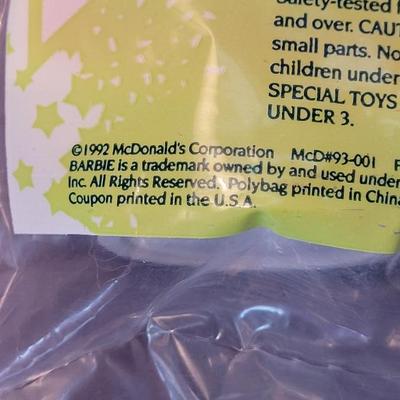 Safety-tested f
and over. CAUT
small parts. No
children under
SPECIAL TOYS
UNDER 3.
©1992 McDonald's Corporation McD#93-001 P
BARBIE is a trademark owned by and used under
Inc. All Rights Reserved. Polybag printed in China
Coupon printed in the U.S.A.